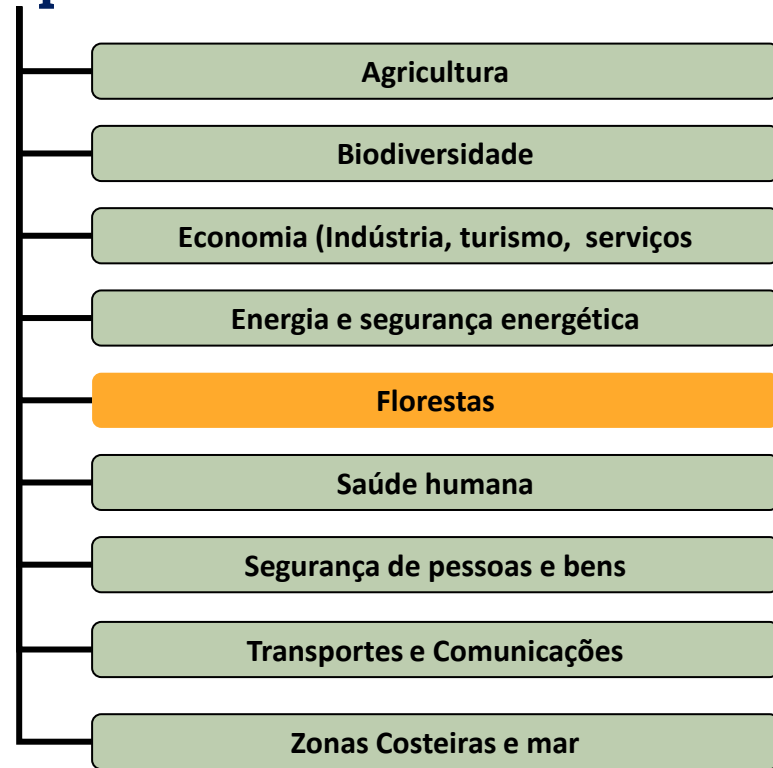 Agricultura
Biodiversidade
Economia (Indústria, turismo, serviços
Energia e segurança energética
Florestas
Saúde humana
Segurança de pessoas e bens
Transportes e Comunicações
Zonas Costeiras e mar